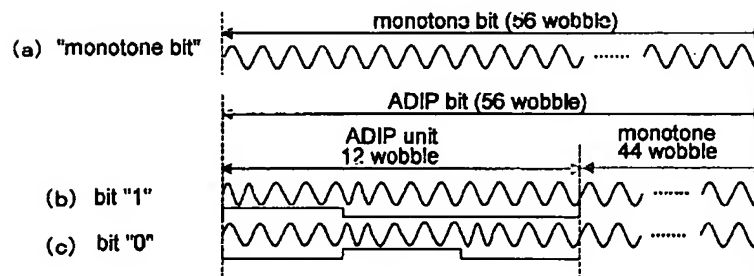 monotone bit (56 wobble)
(a) "monotone bit"
ADIP bit (56 wobble)
ADIP unit
12 wobble
monotone
44 wobble
(b) bit "1"
(c) bit "0"